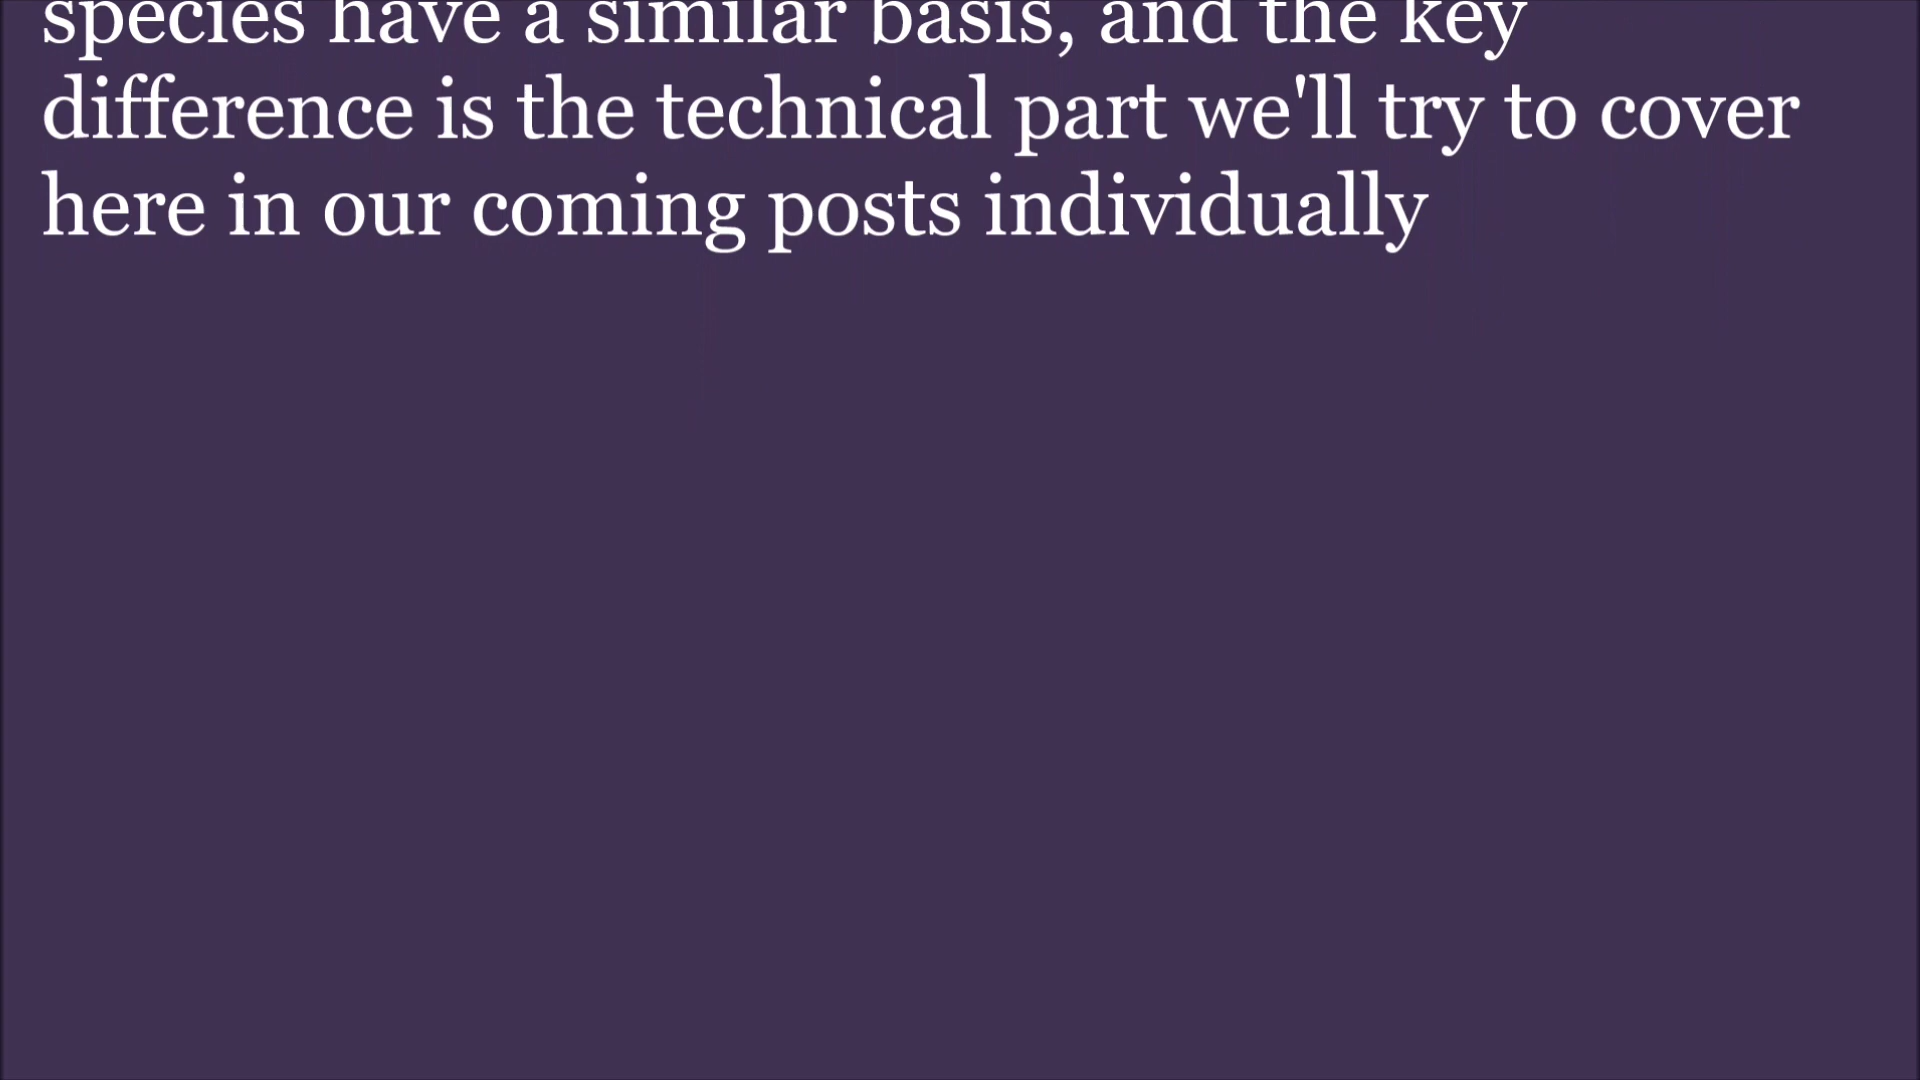 species have a similar basis, and the key
difference is the technical part we'll try to cover
here in our coming posts individually